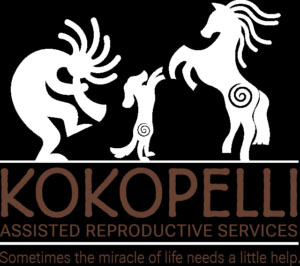 KOKOPELLI
ASSISTED REPRODUCTIVE SERVICES
Sometimes the miracle of life needs a little help.